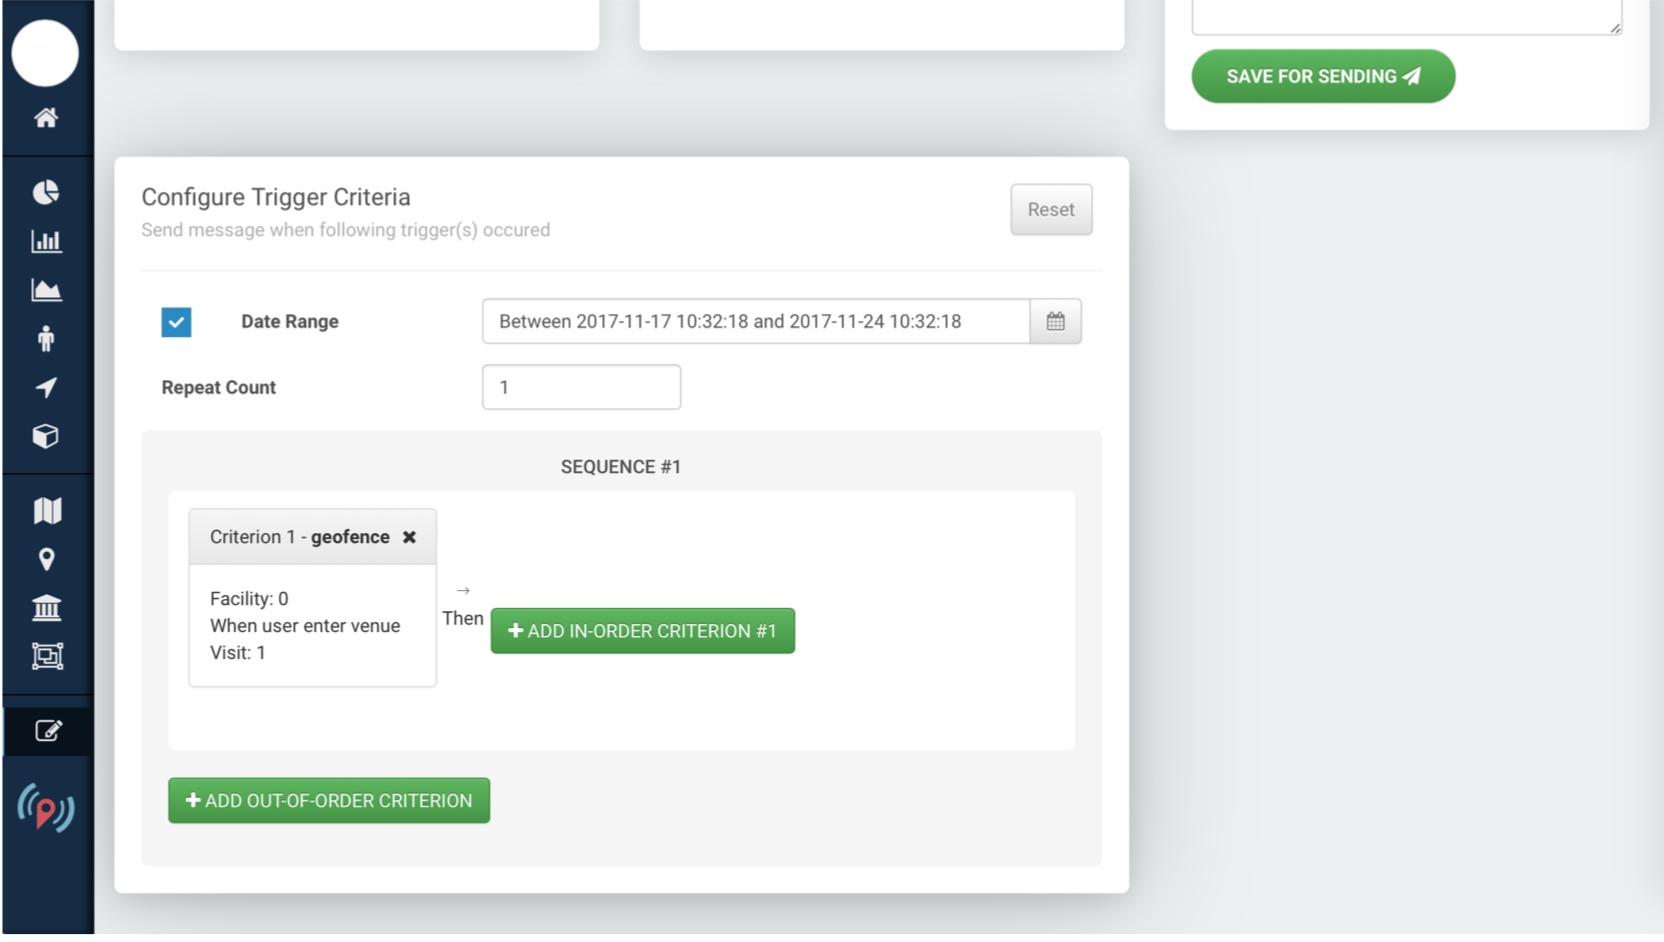 SAVE FOR SENDING
Configure Trigger Criteria
Reset
Send message when following trigger(s) occured
Date Range
Between 2017-11-17 10:32:18 and 2017-11-24 10:32:18
Repeat Count
1
SEQUENCE #1
Criterion 1 - geofence ✖
Facility: 0
When user enter venue
Visit: 1
→
Then
+ ADD IN-ORDER CRITERION #1
+ ADD OUT-OF-ORDER CRITERION